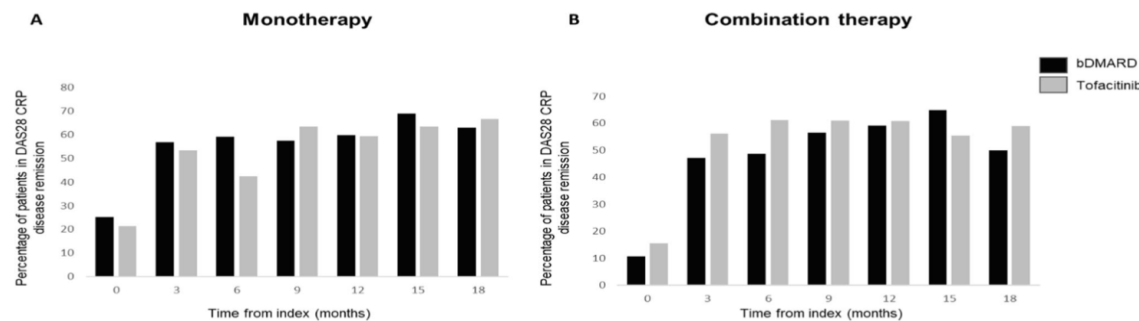 A
Monotherapy
Percentage of patients in DAS28 CRP
disease remission
80
70
60
50
40
30
20
10
0
0 3 6 9 12 15 18
Time from index (months)
B
Combination therapy
bDMARD
Tofacitinib
Percentage of patients in DAS28 CRP
disease remission
70
60
50
40
30
20
10
0
0 3 6 9 12 15 18
Time from index (months)